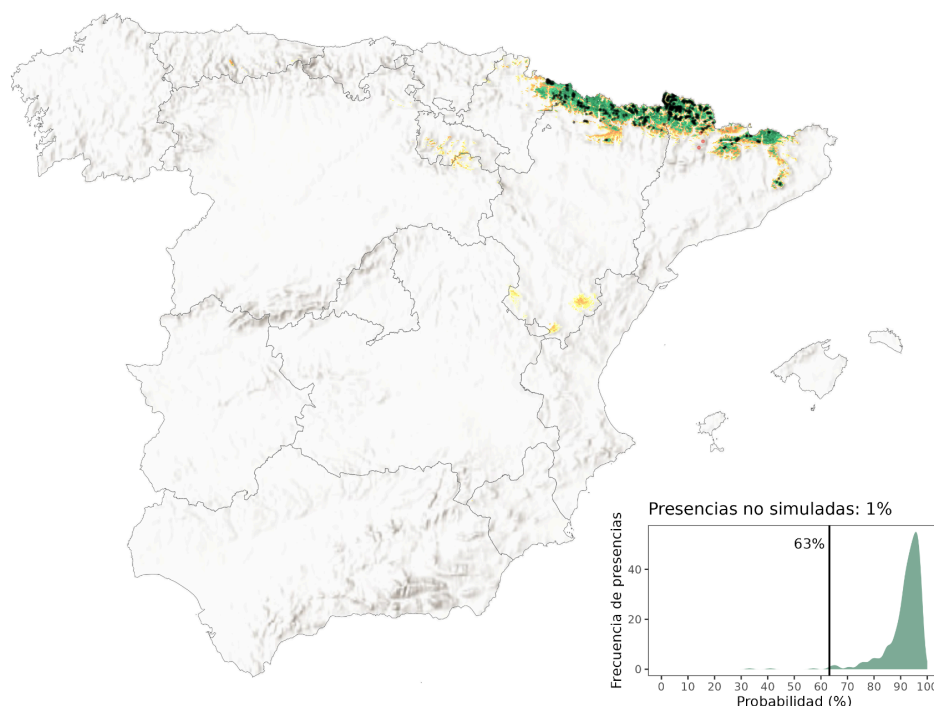 Presencias no simuladas: 1%
63%
Frecuencia de presencias
40
20
0
0 10 20 30 40 50 60 70 80 90 100
Probabilidad (%)